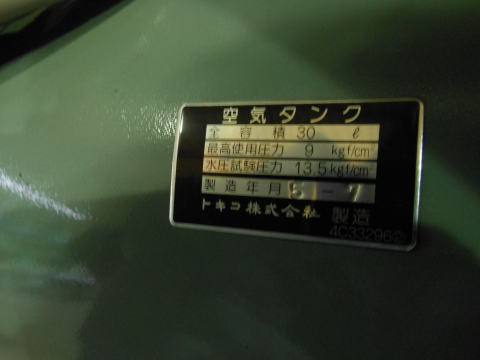 空気タンク
全容積 30 ℓ
最高使用圧力 9 kgf/cm²
水圧試験圧力 13.5 kgf/cm²
製造年月
トキコ株式会社 製造
4C33296